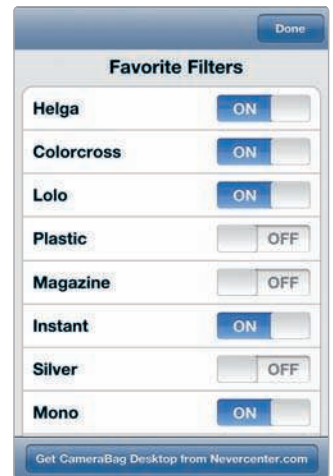 Done
Favorite Filters
Helga ON
Colorcross ON
Lolo ON
Plastic OFF
Magazine OFF
Instant ON
Silver OFF
Mono ON
Get CameraBag Desktop from Nevercenter.com